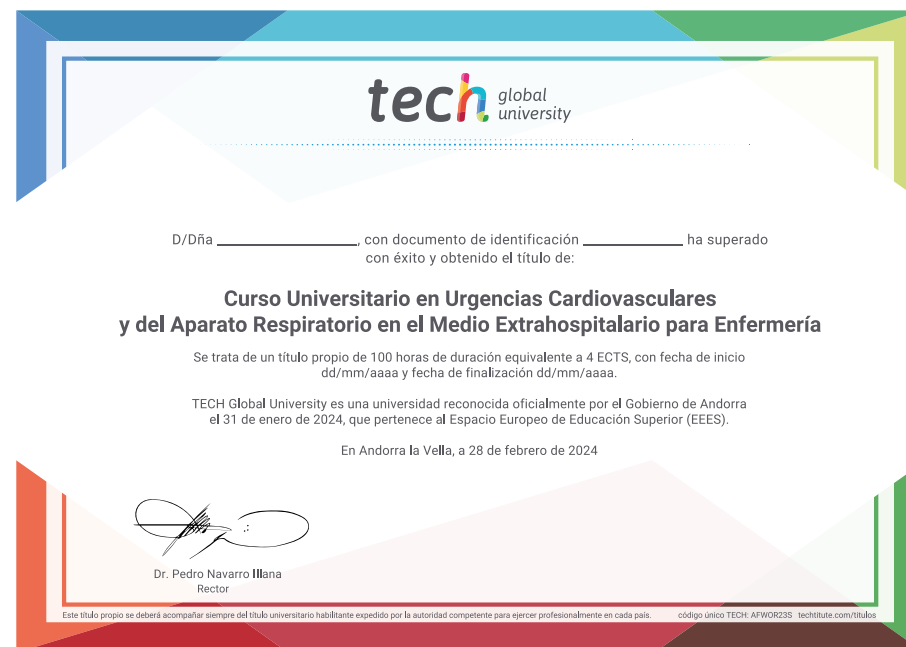 tech global university
D/Dña ____________________, con documento de identificación ______________ ha superado
con éxito y obtenido el título de:
Curso Universitario en Urgencias Cardiovasculares
y del Aparato Respiratorio en el Medio Extrahospitalario para Enfermería
Se trata de un título propio de 100 horas de duración equivalente a 4 ECTS, con fecha de inicio
dd/mm/aaaa y fecha de finalización dd/mm/aaaa.
TECH Global University es una universidad reconocida oficialmente por el Gobierno de Andorra
el 31 de enero de 2024, que pertenece al Espacio Europeo de Educación Superior (EEES).
En Andorra la Vella, a 28 de febrero de 2024
Dr. Pedro Navarro Illana
Rector
Este título propio se deberá acompañar siempre del título universitario habilitante expedido por la autoridad competente para ejercer profesionalmente en cada país. código único TECH: AFWOR23S techtitute.com/titulos